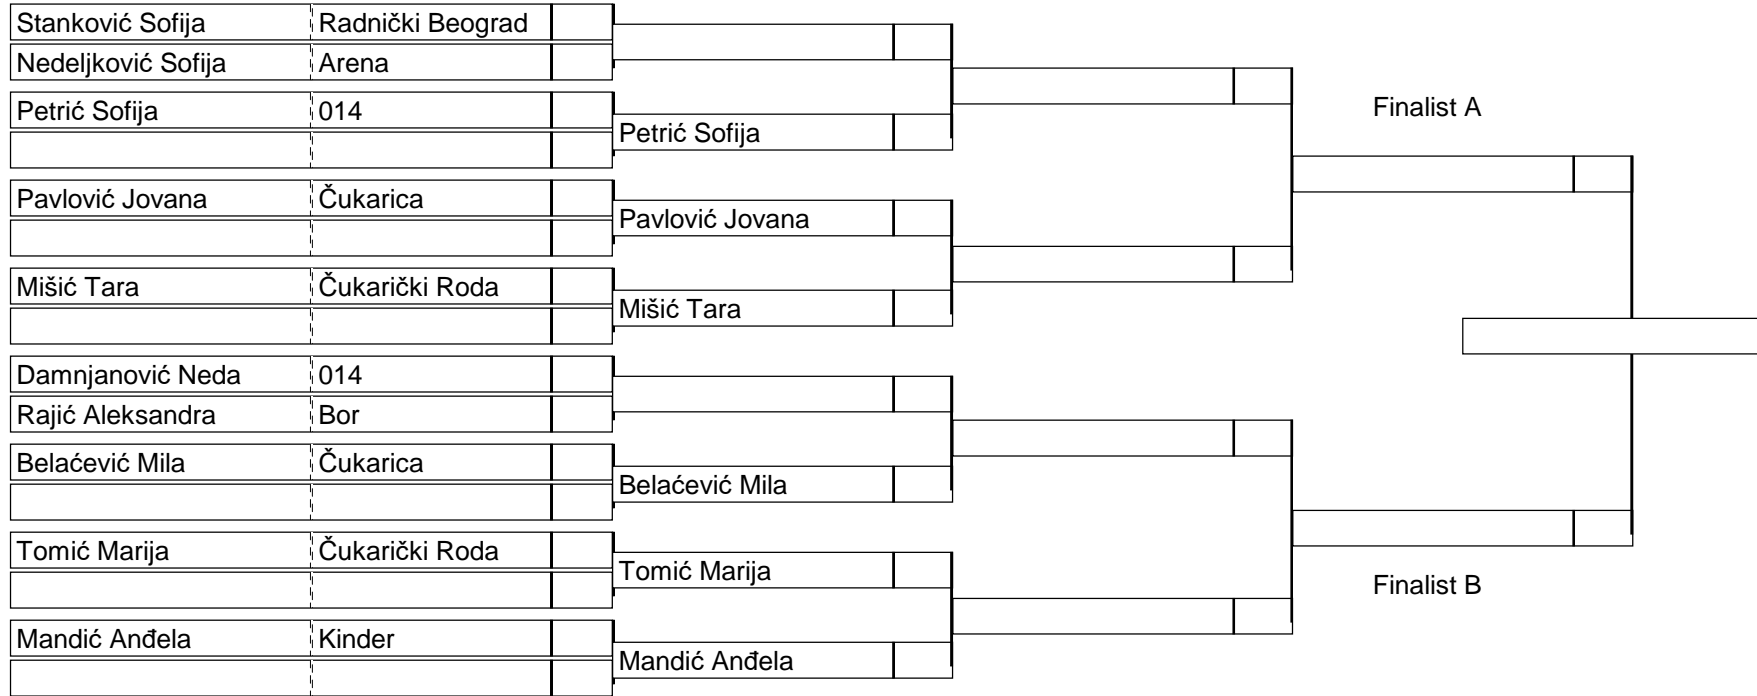 Stanković Sofija Radnički Beograd
Nedeljković Sofija Arena
Petrić Sofija 014
Petrić Sofija
Pavlović Jovana Čukarica
Pavlović Jovana
Mišić Tara Čukarički Roda
Mišić Tara
Damnjanović Neda 014
Rajić Aleksandra Bor
Belaćević Mila Čukarica
Belaćević Mila
Tomić Marija Čukarički Roda
Tomić Marija
Mandić Anđela Kinder
Mandić Anđela
Finalist A
Finalist B